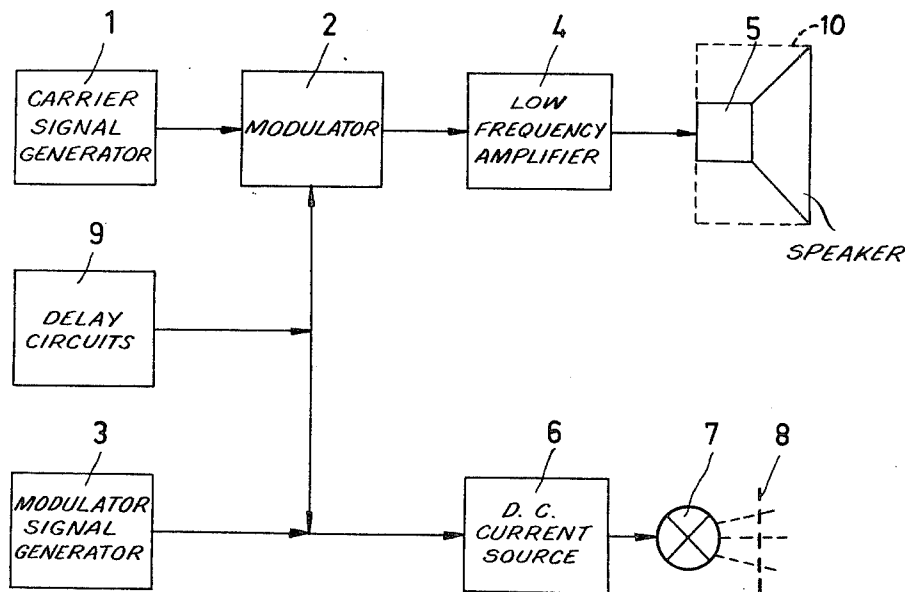 1
CARRIER
SIGNAL
GENERATOR
2
MODULATOR
4
LOW
FREQUENCY
AMPLIFIER
5
10
SPEAKER
9
DELAY
CIRCUITS
3
MODULATOR
SIGNAL
GENERATOR
6
D. C.
CURRENT
SOURCE
7
8